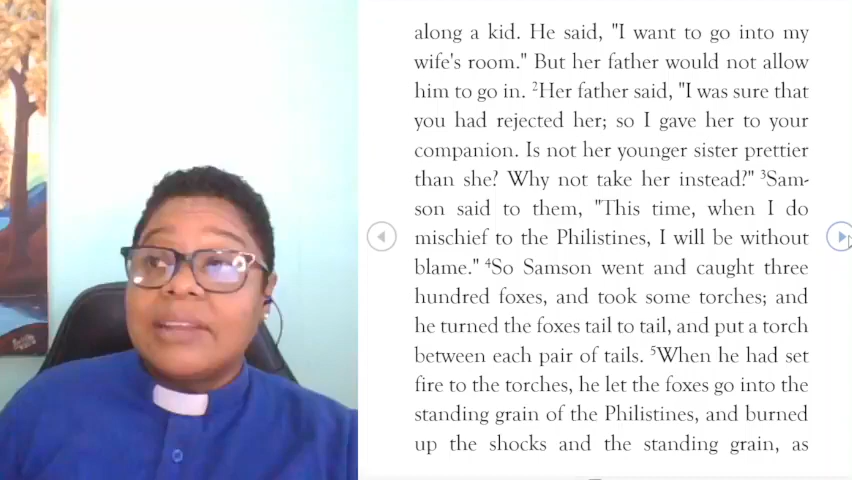 along a kid. He said, "I want to go into my
wife's room." But her father would not allow
him to go in. ²Her father said, "I was sure that
you had rejected her; so I gave her to your
companion. Is not her younger sister prettier
than she? Why not take her instead?" ³Sam-
son said to them, "This time, when I do
mischief to the Philistines, I will be without
blame." ⁴So Samson went and caught three
hundred foxes, and took some torches; and
he turned the foxes tail to tail, and put a torch
between each pair of tails. ⁵When he had set
fire to the torches, he let the foxes go into the
standing grain of the Philistines, and burned
up the shocks and the standing grain, as